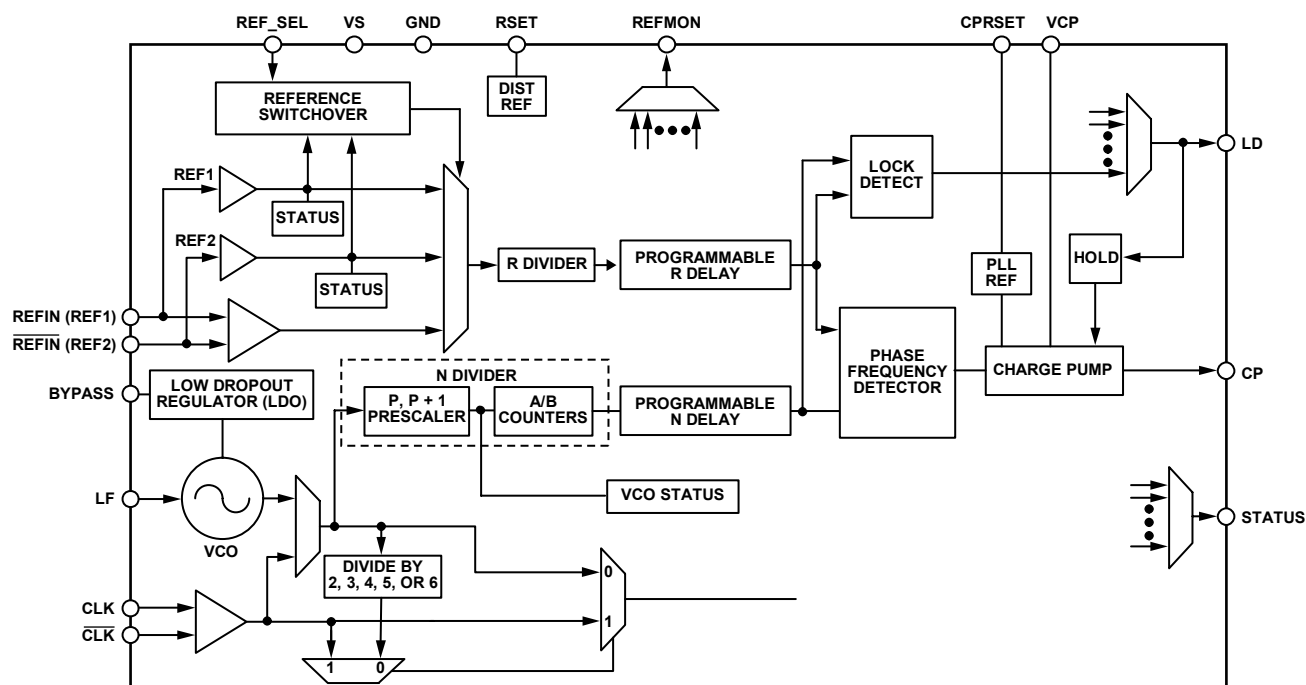 REF_SEL VS GND RSET REFMON CPRSET VCP
REFERENCE
SWITCHOVER
DIST
REF
LD
LOCK
DETECT
REF1
STATUS
REF2
STATUS
R DIVIDER
PROGRAMMABLE
R DELAY
PLL
REF
HOLD
REFIN (REF1)
REFIN (REF2)
BYPASS
LOW DROPOUT
REGULATOR (LDO)
N DIVIDER
P, P + 1
PRESCALER
A/B
COUNTERS
PROGRAMMABLE
N DELAY
PHASE
FREQUENCY
DETECTOR
CHARGE PUMP
CP
LF
VCO
VCO STATUS
STATUS
DIVIDE BY
2, 3, 4, 5, OR 6
0
1
CLK
CLK
1 0